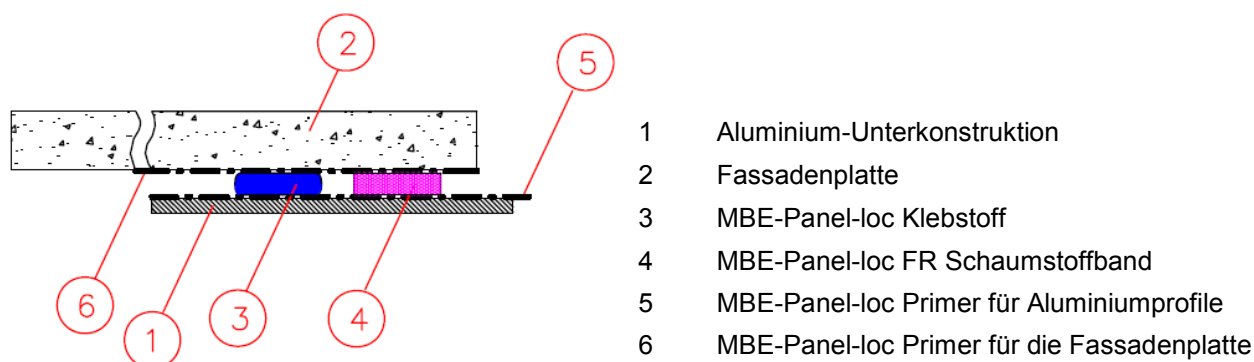 2
5
6
1
3
4
1 Aluminium-Unterkonstruktion
2 Fassadenplatte
3 MBE-Panel-loc Klebstoff
4 MBE-Panel-loc FR Schaumstoffband
5 MBE-Panel-loc Primer für Aluminiumprofile
6 MBE-Panel-loc Primer für die Fassadenplatte